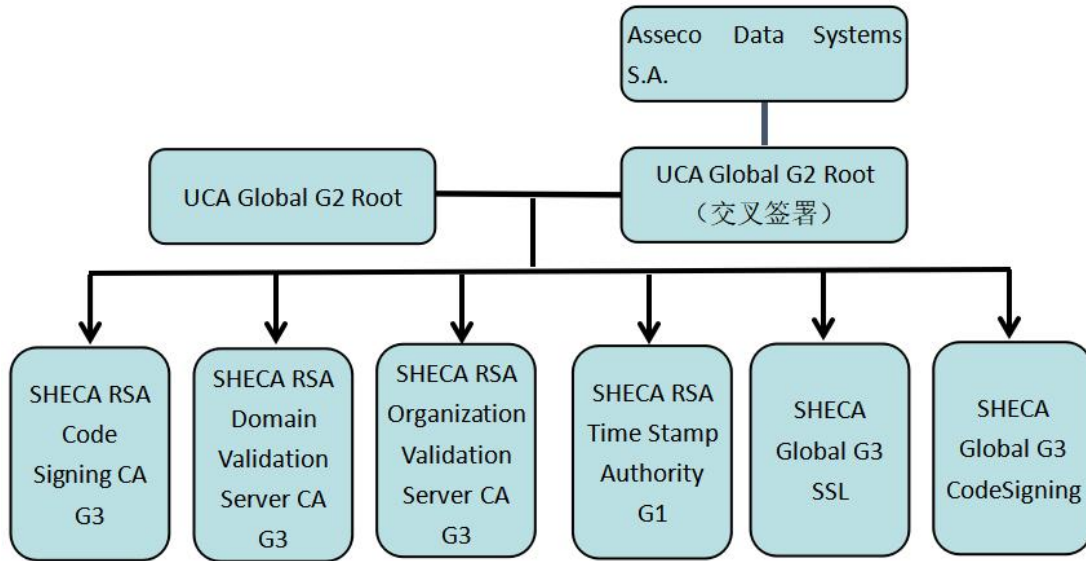 Asseco Data Systems
S.A.
UCA Global G2 Root
UCA Global G2 Root
（交叉签署）
SHECA RSA
Code
Signing CA
G3
SHECA RSA
Domain
Validation
Server CA
G3
SHECA RSA
Organization
Validation
Server CA
G3
SHECA RSA
Time Stamp
Authority
G1
SHECA
Global G3
SSL
SHECA
Global G3
CodeSigning